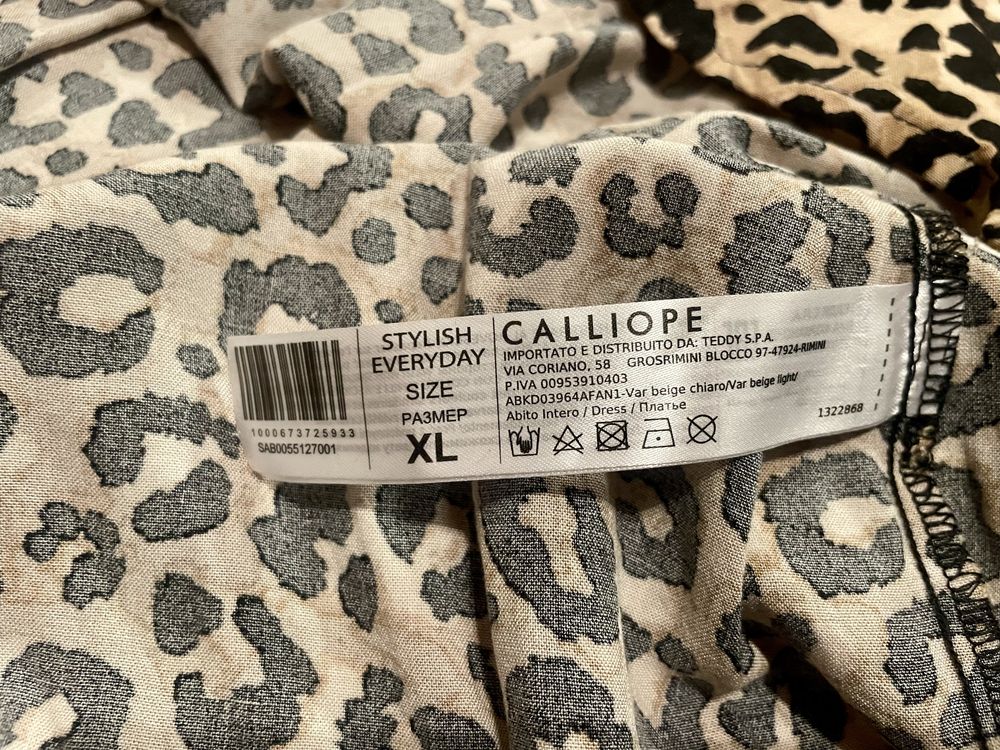 1000673725933
SAB0055127001
STYLISH
EVERYDAY
SIZE
РАЗМЕР
XL
CALLIOPE
IMPORTATO E DISTRIBUITO DA: TEDDY S.P.A.
VIA CORIANO, 58 GROSRIMINI BLOCCO 97-47924-RIMINI
P.IVA 00953910403
ABKD03964AFAN1-Var beige chiaro/Var beige light/
Abito Intero / Dress / Платье
1322868